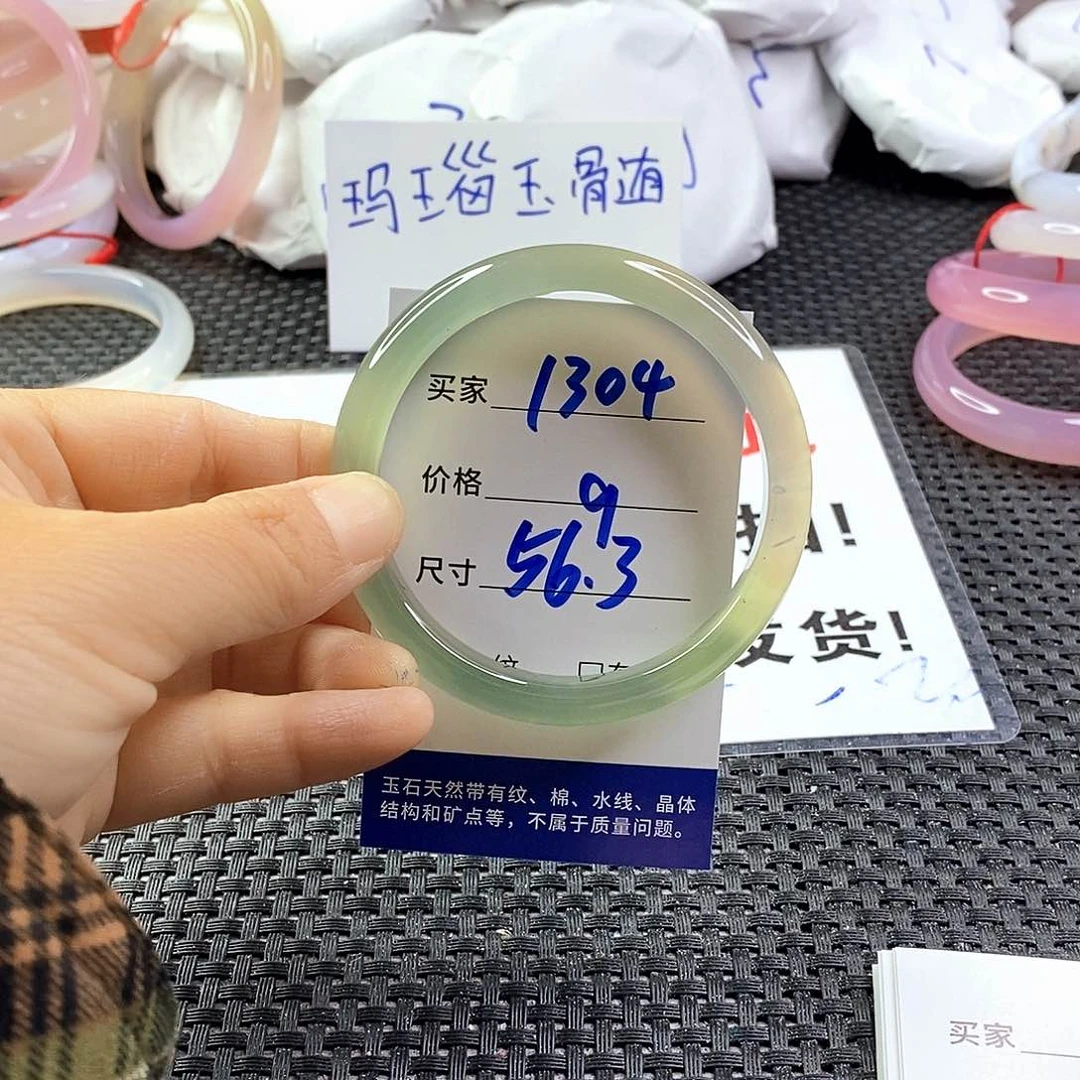 玛瑙玉骨髓
买家 1304
价格 9
尺寸 56.3
玉石天然带有纹、棉、水线、晶体
结构和矿点等，不属于质量问题。
发货!
买家